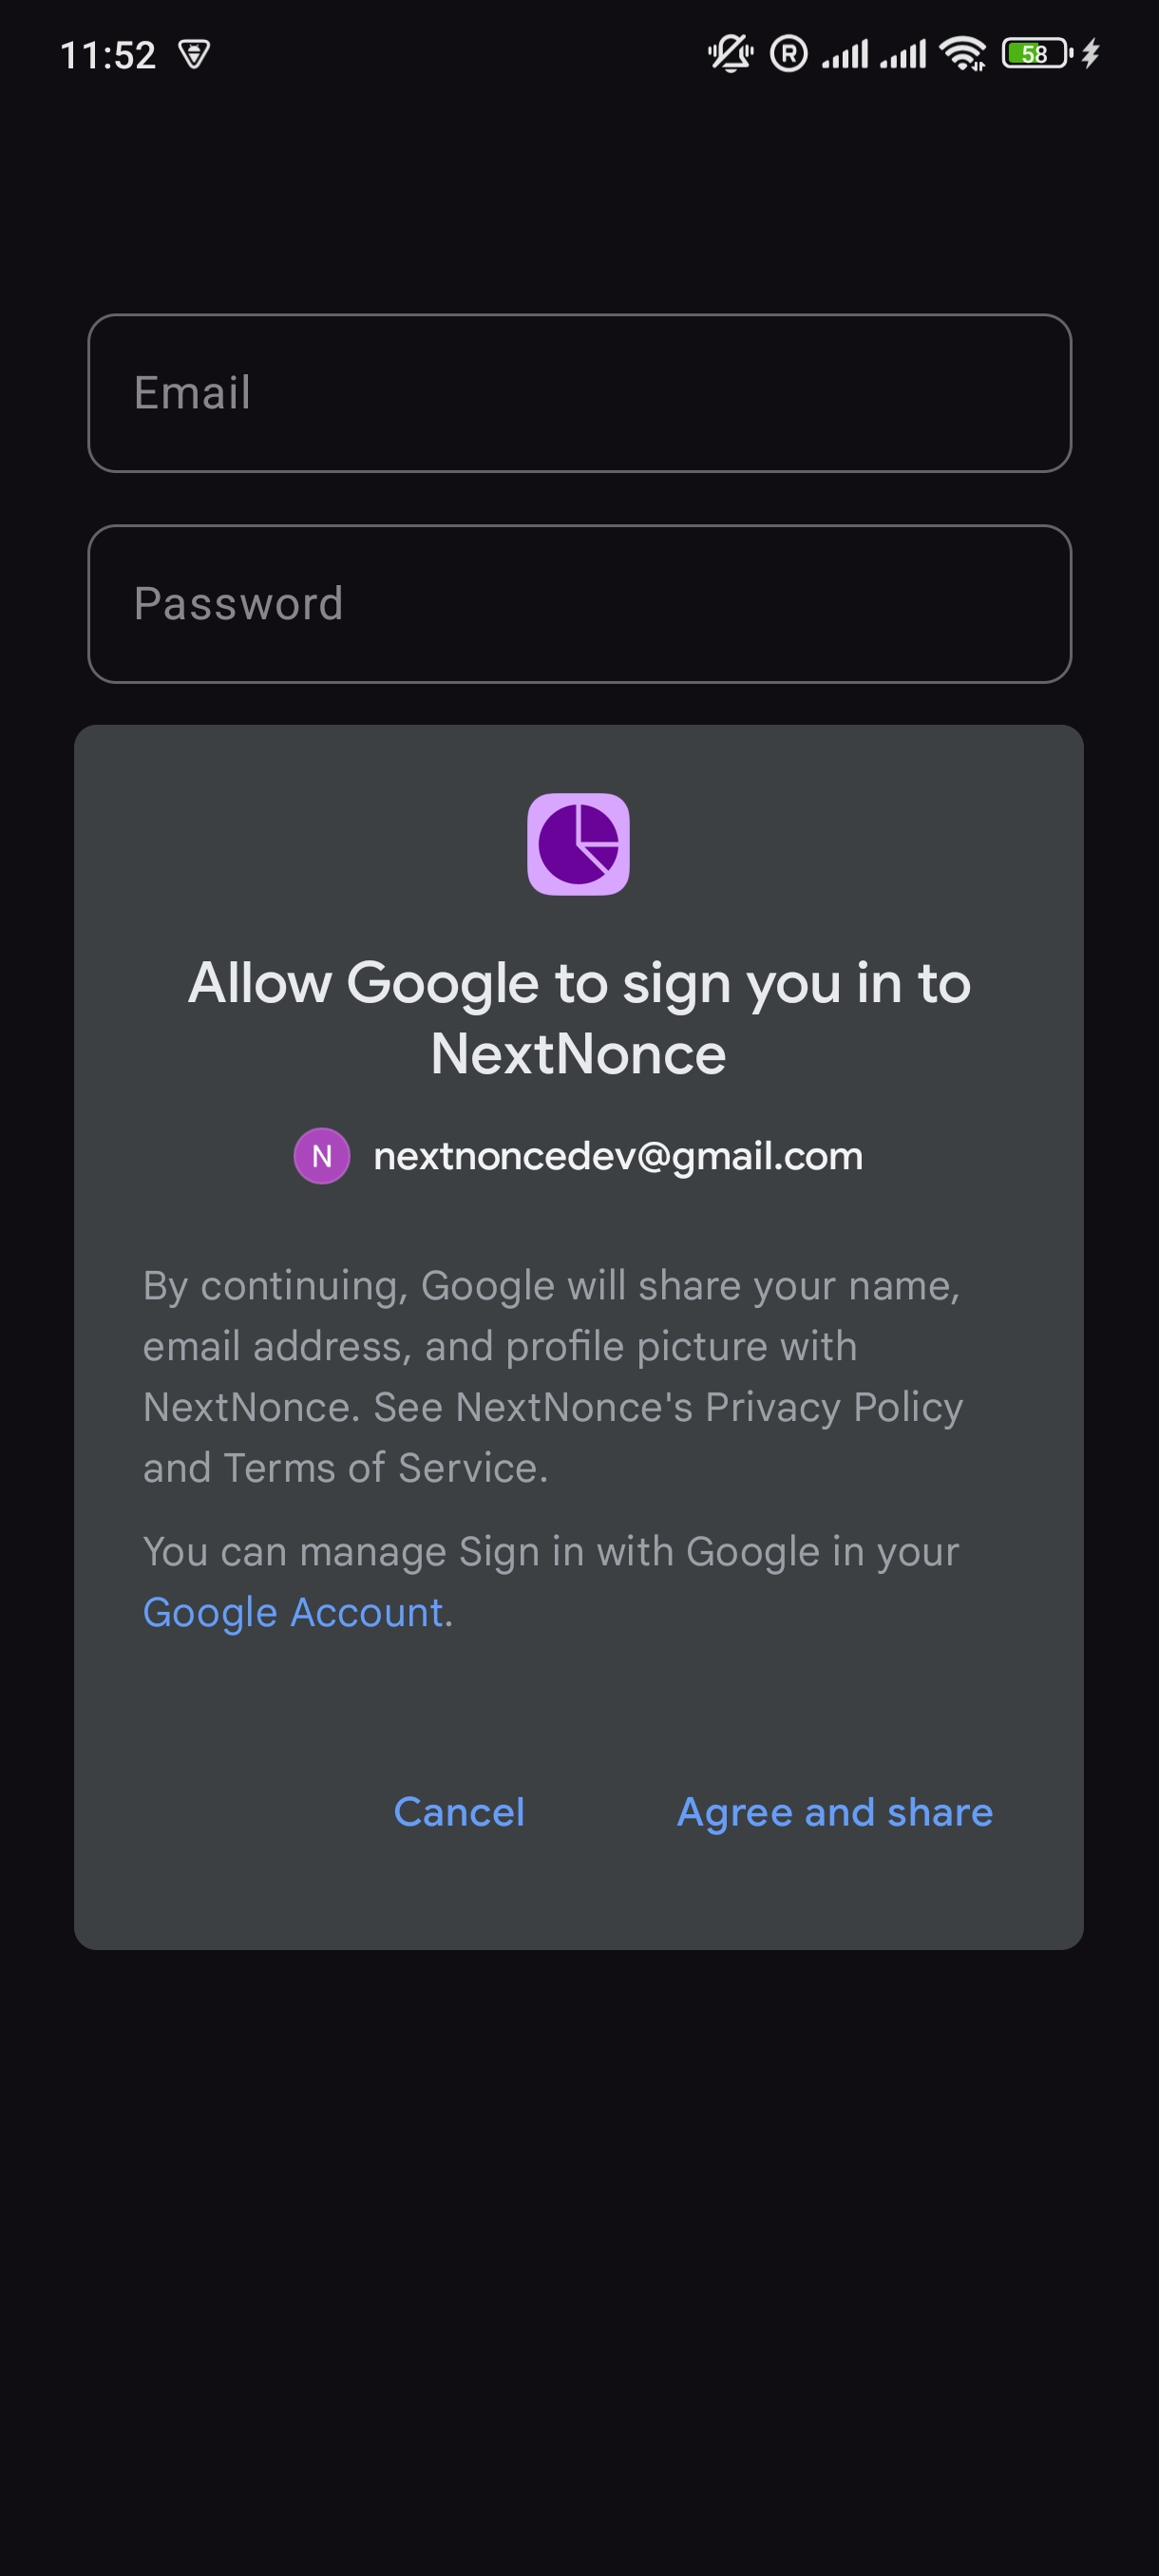 11:52
R
58
Email
Password
Allow Google to sign you in to
NextNonce
N
nextnoncedev@gmail.com
By continuing, Google will share your name,
email address, and profile picture with
NextNonce. See NextNonce's Privacy Policy
and Terms of Service.
You can manage Sign in with Google in your
Google Account.
Cancel
Agree and share